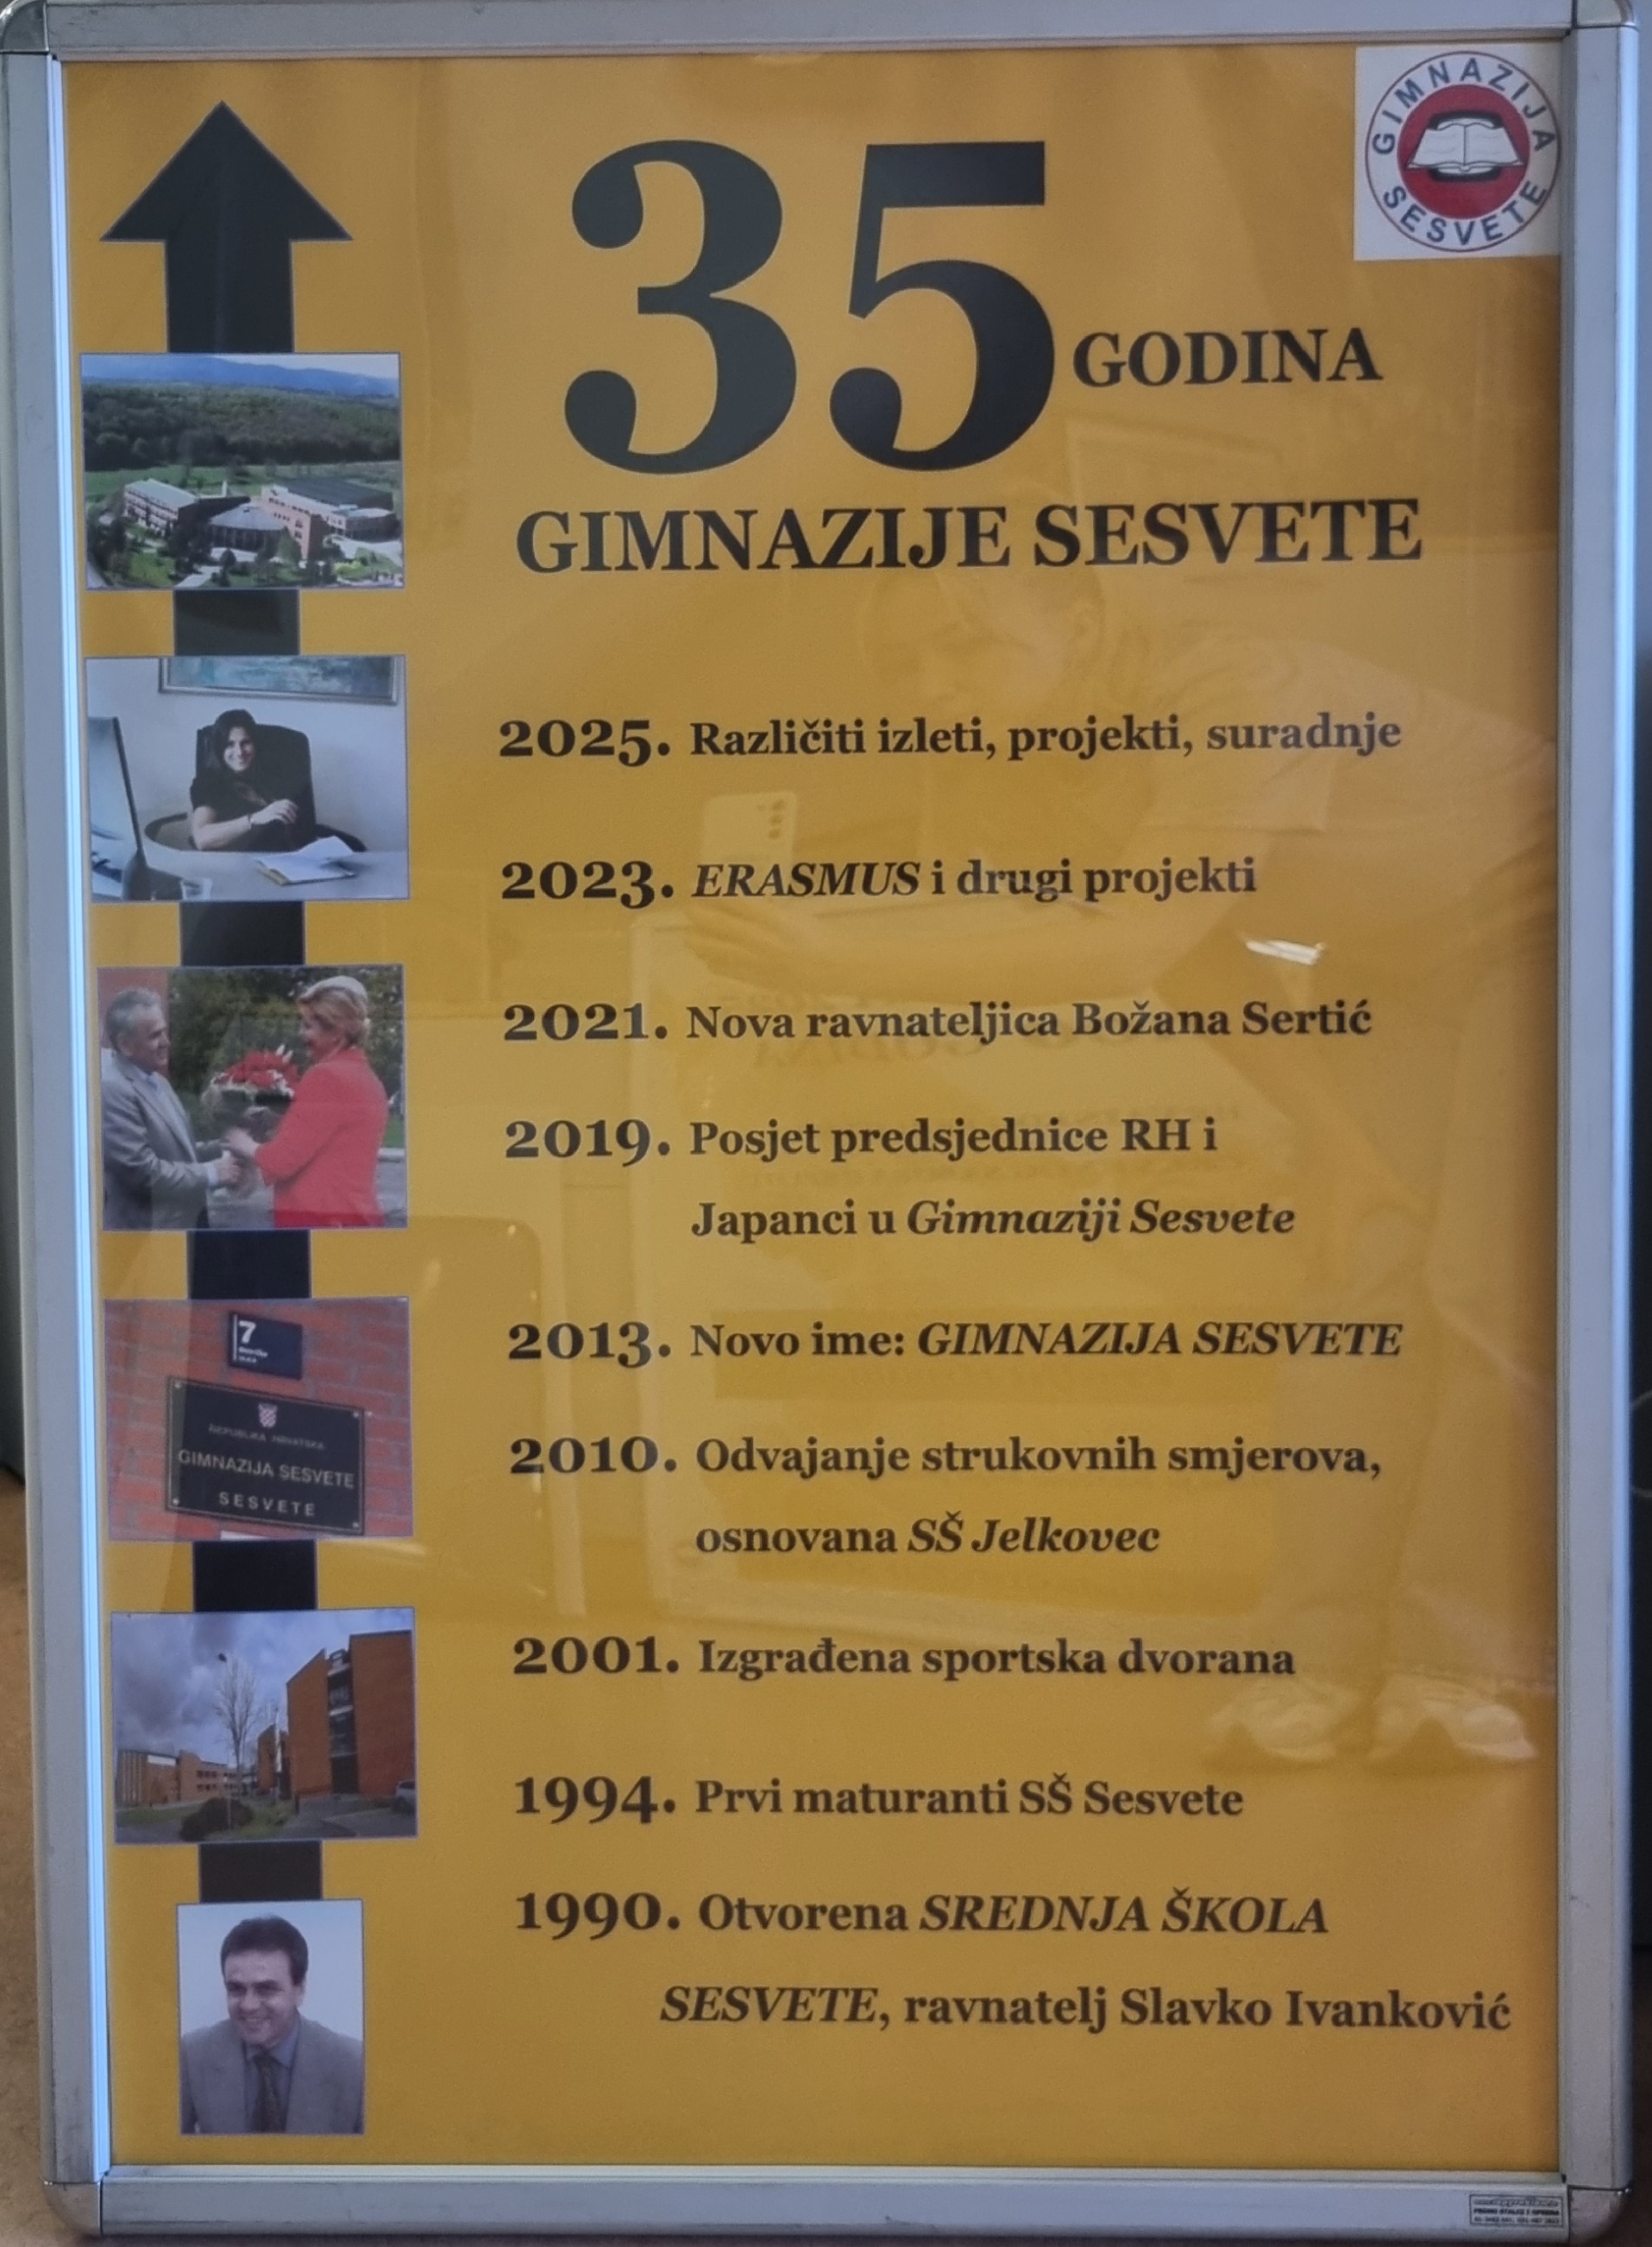 GIMNAZIJA
SESVETE
35 GODINA
GIMNAZIJE SESVETE
2025. Različiti izleti, projekti, suradnje
2023. ERASMUS i drugi projekti
2021. Nova ravnateljica Božana Sertić
2019. Posjet predsjednice RH i
Japanci u Gimnaziji Sesvete
2013. Novo ime: GIMNAZIJA SESVETE
2010. Odvajanje strukovnih smjerova,
osnovana SŠ Jelkovec
2001. Izgrađena sportska dvorana
1994. Prvi maturanti SŠ Sesvete
1990. Otvorena SREDNJA ŠKOLA
SESVETE, ravnatelj Slavko Ivanković
7
REPUBLIKA HRVATSKA
GIMNAZIJA SESVETE
SESVETE